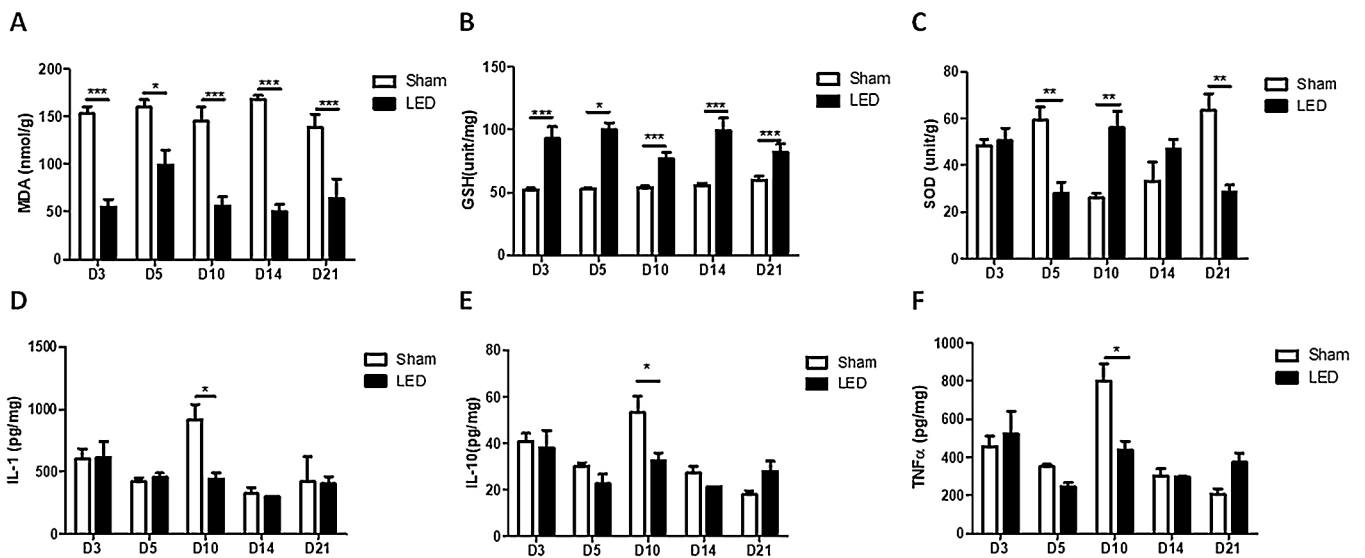 A
MDA (nmol/g)
200
150
100
50
0
***
*
***
***
***
D3 D5 D10 D14 D21
Sham
LED
B
GSH(unit/mg)
150
100
50
0
***
*
***
***
***
D3 D5 D10 D14 D21
Sham
LED
C
SOD (unit/g)
80
60
40
20
0
**
**
**
D3 D5 D10 D14 D21
Sham
LED
D
IL-1 (pg/mg)
1500
1000
500
0
*
D3 D5 D10 D14 D21
Sham
LED
E
IL-10(pg/mg)
80
60
40
20
0
*
D3 D5 D10 D14 D21
Sham
LED
F
TNFα (pg/mg)
1000
800
600
400
200
0
*
D3 D5 D10 D14 D21
Sham
LED